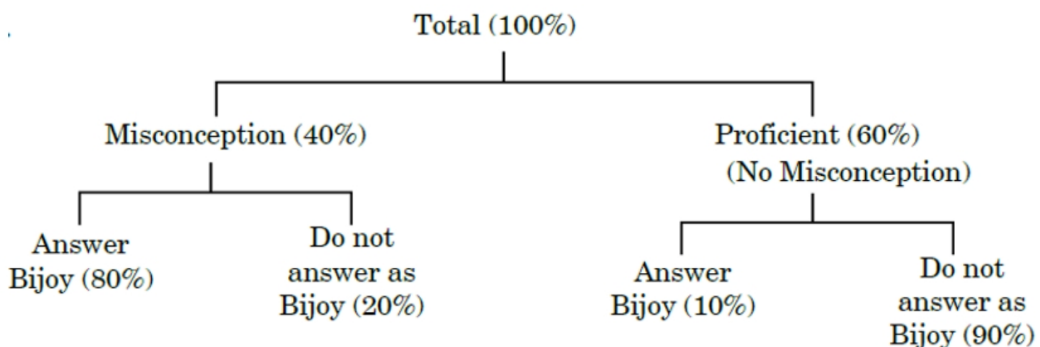 Total (100%)
Misconception (40%)
Proficient (60%)
(No Misconception)
Answer
Bijoy (80%)
Do not
answer as
Bijoy (20%)
Answer
Bijoy (10%)
Do not
answer as
Bijoy (90%)